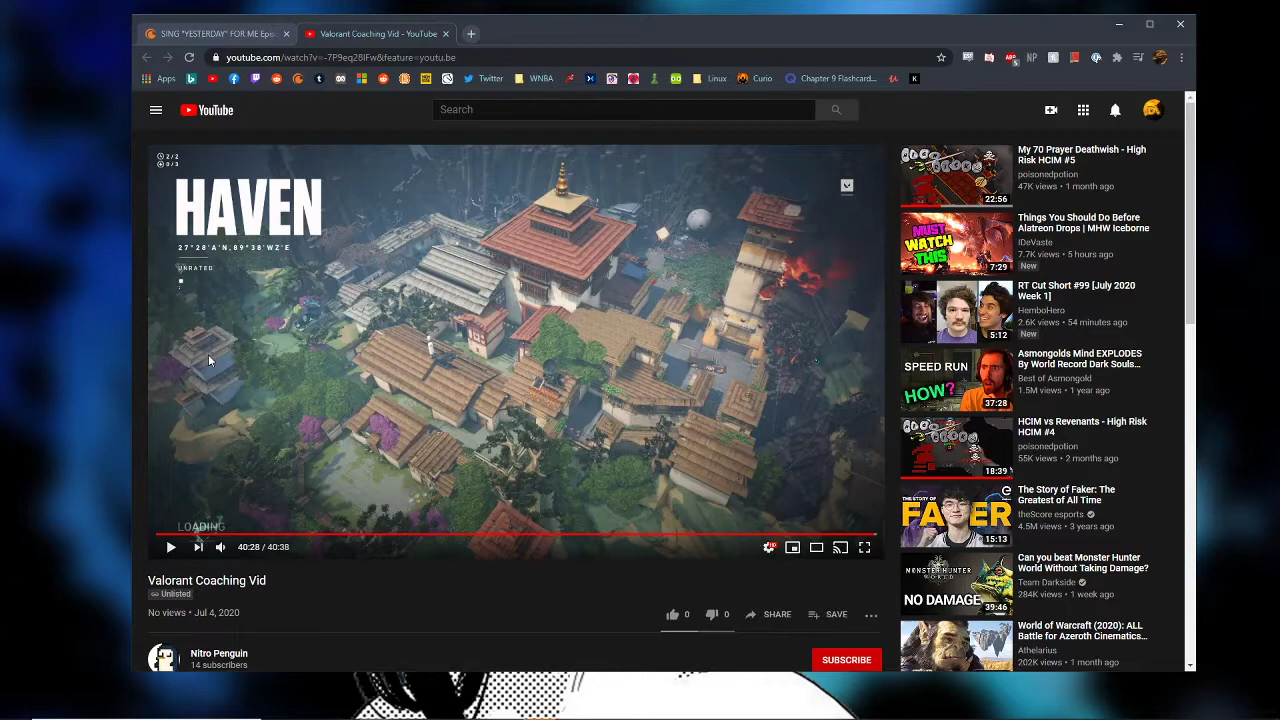 SING "YESTERDAY" FOR ME Epis
Valorant Coaching Vid - YouTube
youtube.com/watch?v=-7P9eq28IFw&feature=youtu.be
Apps
Twitter
WNBA
Linux
Curio
Chapter 9 Flashcard...
YouTube
Search
2/2
0/3
HAVEN
27°28'A'N,89°38'WZ'E
UNRATED
LOADING
40:28 / 40:38
Valorant Coaching Vid
Unlisted
No views • Jul 4, 2020
0
0
SHARE
SAVE
Nitro Penguin
14 subscribers
SUBSCRIBE
22:56
My 70 Prayer Deathwish - High
Risk HCIM #5
poisonedpotion
47K views • 1 month ago
MUST
WATCH
THIS
7:29
Things You Should Do Before
Alatreon Drops | MHW Iceborne
IDeVaste
7.7K views • 5 hours ago
New
5:12
RT Cut Short #99 [July 2020
Week 1]
HemboHero
2.6K views • 54 minutes ago
New
SPEED RUN
HOW?
37:28
Asmongolds Mind EXPLODES
By World Record Dark Souls...
Best of Asmongold
1.5M views • 1 year ago
18:39
HCIM vs Revenants - High Risk
HCIM #4
poisonedpotion
55K views • 2 months ago
THE STORY OF
FAKER
15:13
The Story of Faker: The
Greatest of All Time
theScore esports
4.5M views • 3 years ago
MONSTER HUNTER
WORLD
NO DAMAGE
39:46
Can you beat Monster Hunter
World Without Taking Damage?
Team Darkside
284K views • 1 week ago
World of Warcraft (2020): ALL
Battle for Azeroth Cinematics...
Athelarius
202K views • 1 month ago